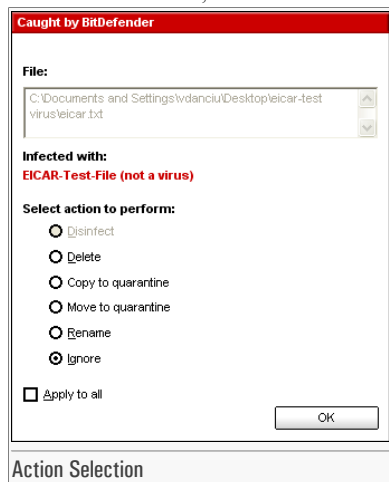 Caught by BitDefender
File:
C:\Documents and Settings\vdanciu\Desktop\eicar-test
virus\eicar.txt
Infected with:
EICAR-Test-File (not a virus)
Select action to perform:
Disinfect
Delete
Copy to quarantine
Move to quarantine
Rename
Ignore
Apply to all
OK
Action Selection